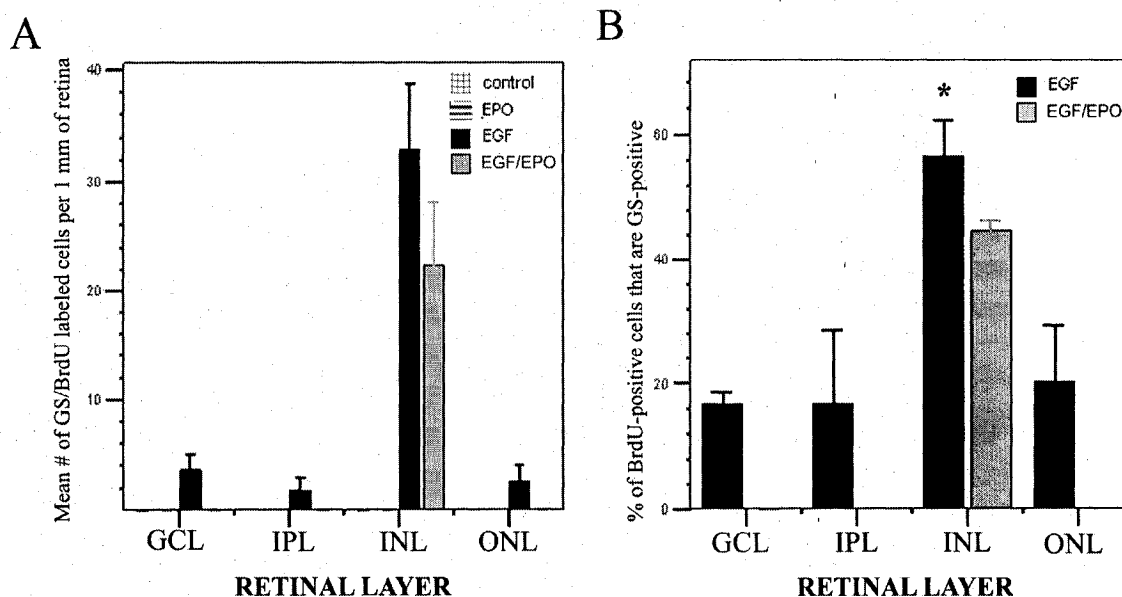 A
Mean # of GS/BrdU labeled cells per 1 mm of retina
40
30
20
10
control
EPO
EGF
EGF/EPO
GCL IPL INL ONL
RETINAL LAYER
B
% of BrdU-positive cells that are GS-positive
60
40
20
0
*
EGF
EGF/EPO
GCL IPL INL ONL
RETINAL LAYER